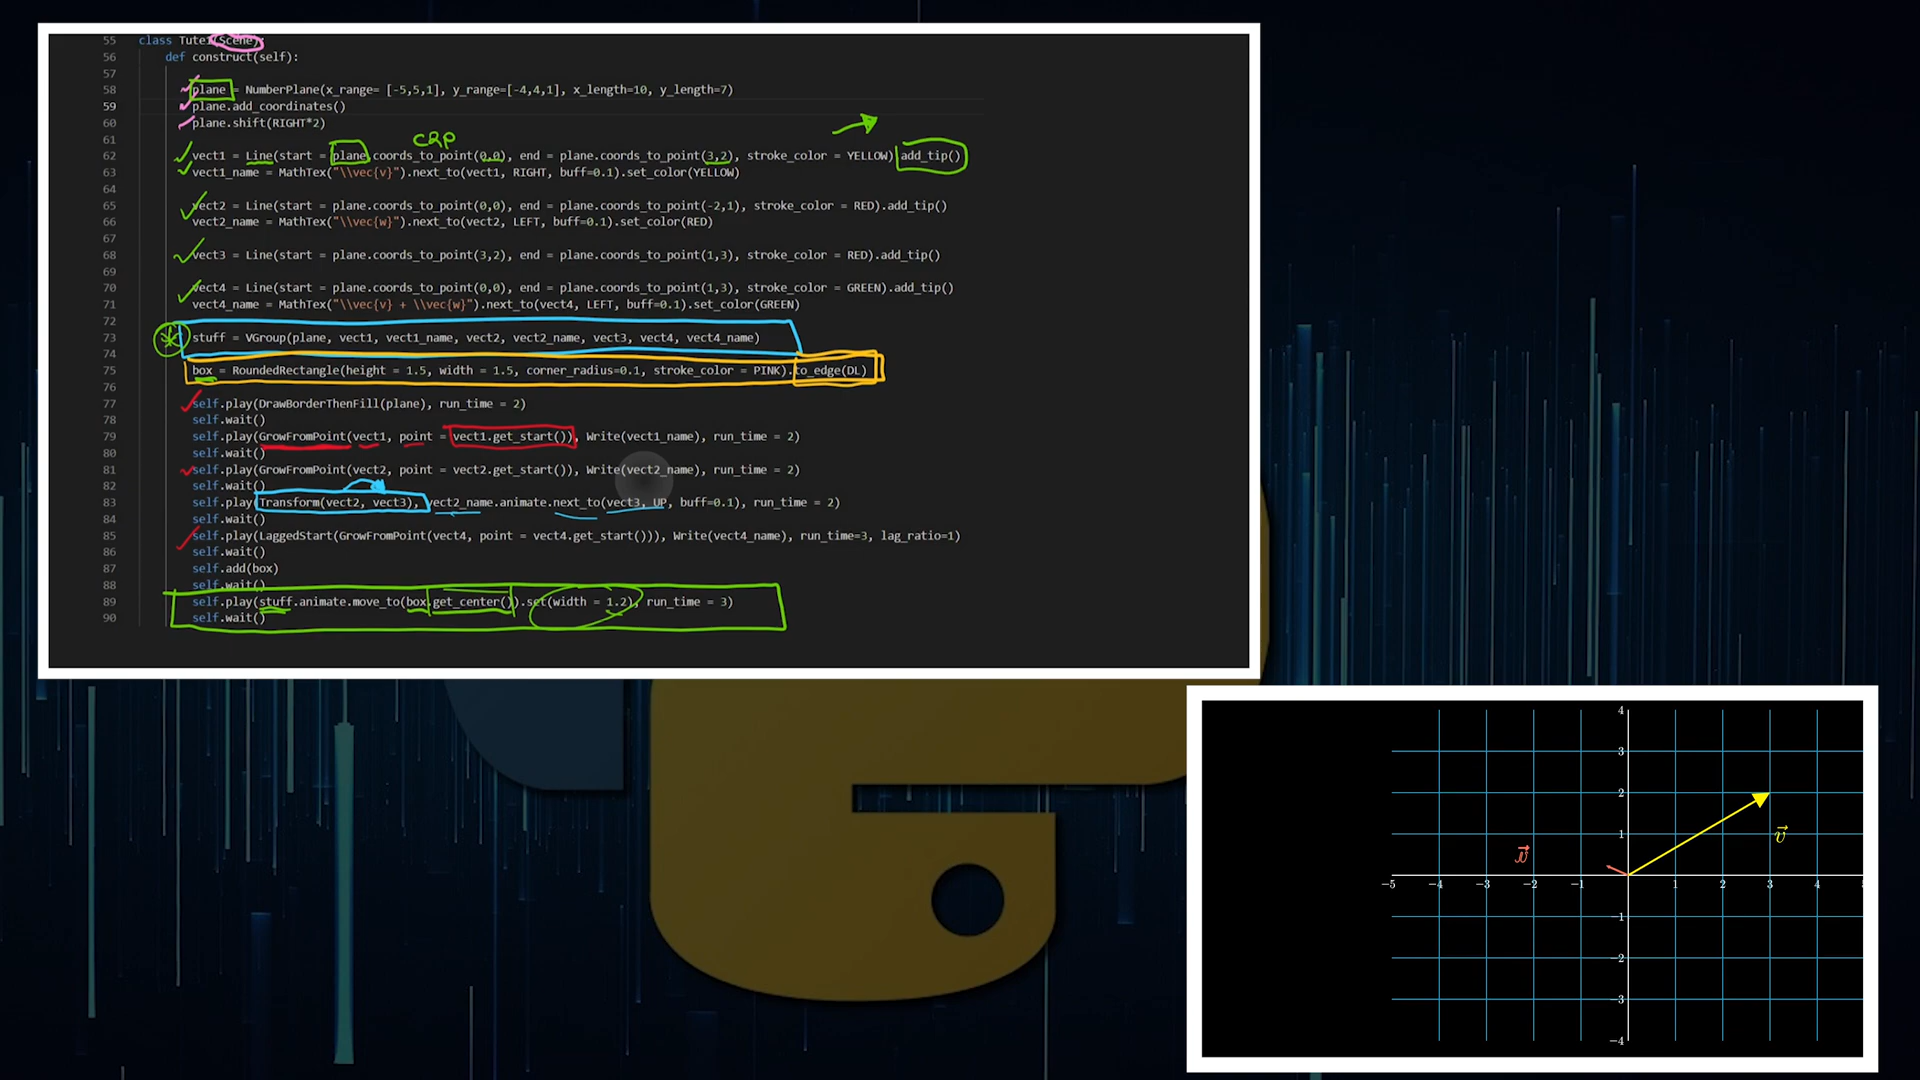 55 class Tute1(Scene):
56 def construct(self):
57
58 plane = NumberPlane(x_range= [-5,5,1], y_range=[-4,4,1], x_length=10, y_length=7)
59 plane.add_coordinates()
60 plane.shift(RIGHT*2)
61 C2P
62 vect1 = Line(start = plane.coords_to_point(0,0), end = plane.coords_to_point(3,2), stroke_color = YELLOW).add_tip()
63 vect1_name = MathTex("\\vec{v}").next_to(vect1, RIGHT, buff=0.1).set_color(YELLOW)
64
65 vect2 = Line(start = plane.coords_to_point(0,0), end = plane.coords_to_point(-2,1), stroke_color = RED).add_tip()
66 vect2_name = MathTex("\\vec{w}").next_to(vect2, LEFT, buff=0.1).set_color(RED)
67
68 vect3 = Line(start = plane.coords_to_point(3,2), end = plane.coords_to_point(1,3), stroke_color = RED).add_tip()
69
70 vect4 = Line(start = plane.coords_to_point(0,0), end = plane.coords_to_point(1,3), stroke_color = GREEN).add_tip()
71 vect4_name = MathTex("\\vec{v} + \\vec{w}").next_to(vect4, LEFT, buff=0.1).set_color(GREEN)
72
73 stuff = VGroup(plane, vect1, vect1_name, vect2, vect2_name, vect3, vect4, vect4_name)
74
75 box = RoundedRectangle(height = 1.5, width = 1.5, corner_radius=0.1, stroke_color = PINK).to_edge(DL)
76
77 self.play(DrawBorderThenFill(plane), run_time = 2)
78 self.wait()
79 self.play(GrowFromPoint(vect1, point = vect1.get_start()), Write(vect1_name), run_time = 2)
80 self.wait()
81 self.play(GrowFromPoint(vect2, point = vect2.get_start()), Write(vect2_name), run_time = 2)
82 self.wait()
83 self.play(Transform(vect2, vect3), vect2_name.animate.next_to(vect3, UP, buff=0.1), run_time = 2)
84 self.wait()
85 self.play(LaggedStart(GrowFromPoint(vect4, point = vect4.get_start())), Write(vect4_name), run_time=3, lag_ratio=1)
86 self.wait()
87 self.add(box)
88 self.wait()
89 self.play(stuff.animate.move_to(box.get_center()).set(width = 1.2), run_time = 3)
90 self.wait()
4
3
2
1
−5 −4 −3 −2 −1 1 2 3 4
−1
−2
−3
−4
v⃗